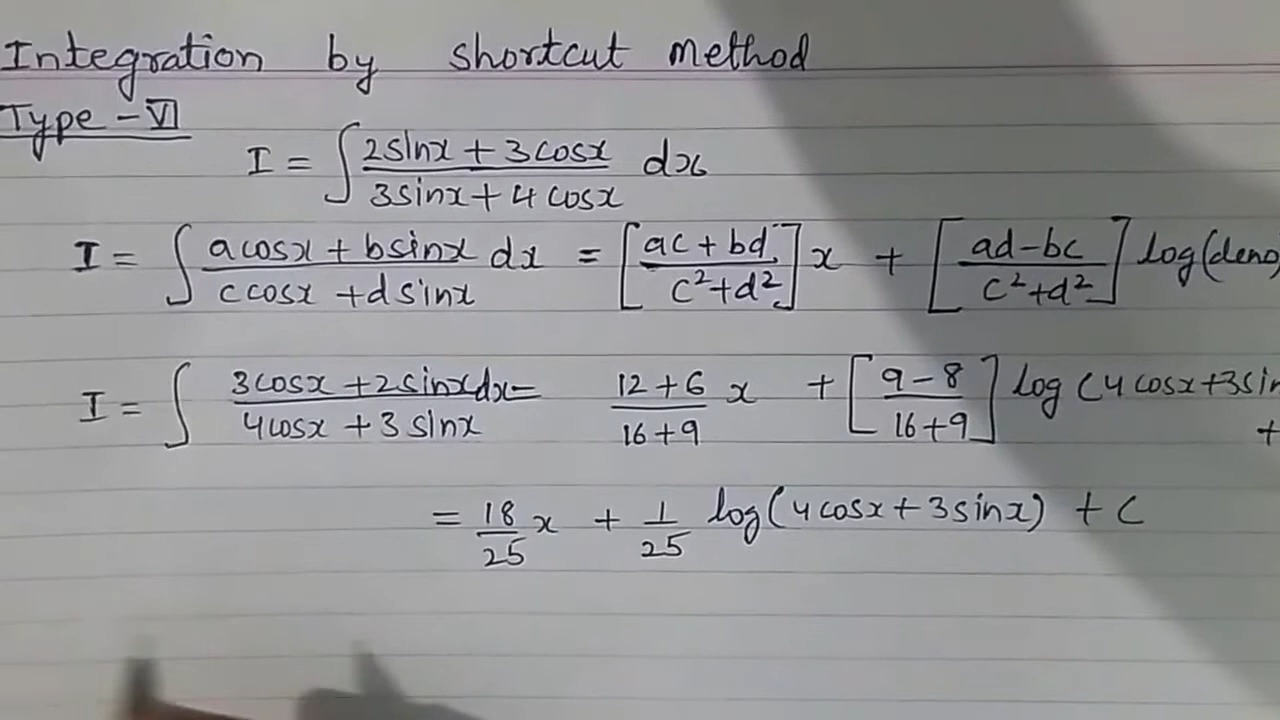 Integration by shortcut method
Type - VI
I = ∫ (2sinx + 3cosx)/(3sinx + 4cosx) dx
I = ∫ (acosx + bsinx)/(ccosx + dsinx) dx = [(ac + bd)/(c² + d²)] x + [(ad - bc)/(c² + d²)] log(deno
I = ∫ (3cosx + 2sinx)/(4cosx + 3sinx) dx = (12 + 6)/(16 + 9) x + [(9 - 8)/(16 + 9)] log(4cosx + 3sin
+
= 18/25 x + 1/25 log(4cosx + 3sinx) + c